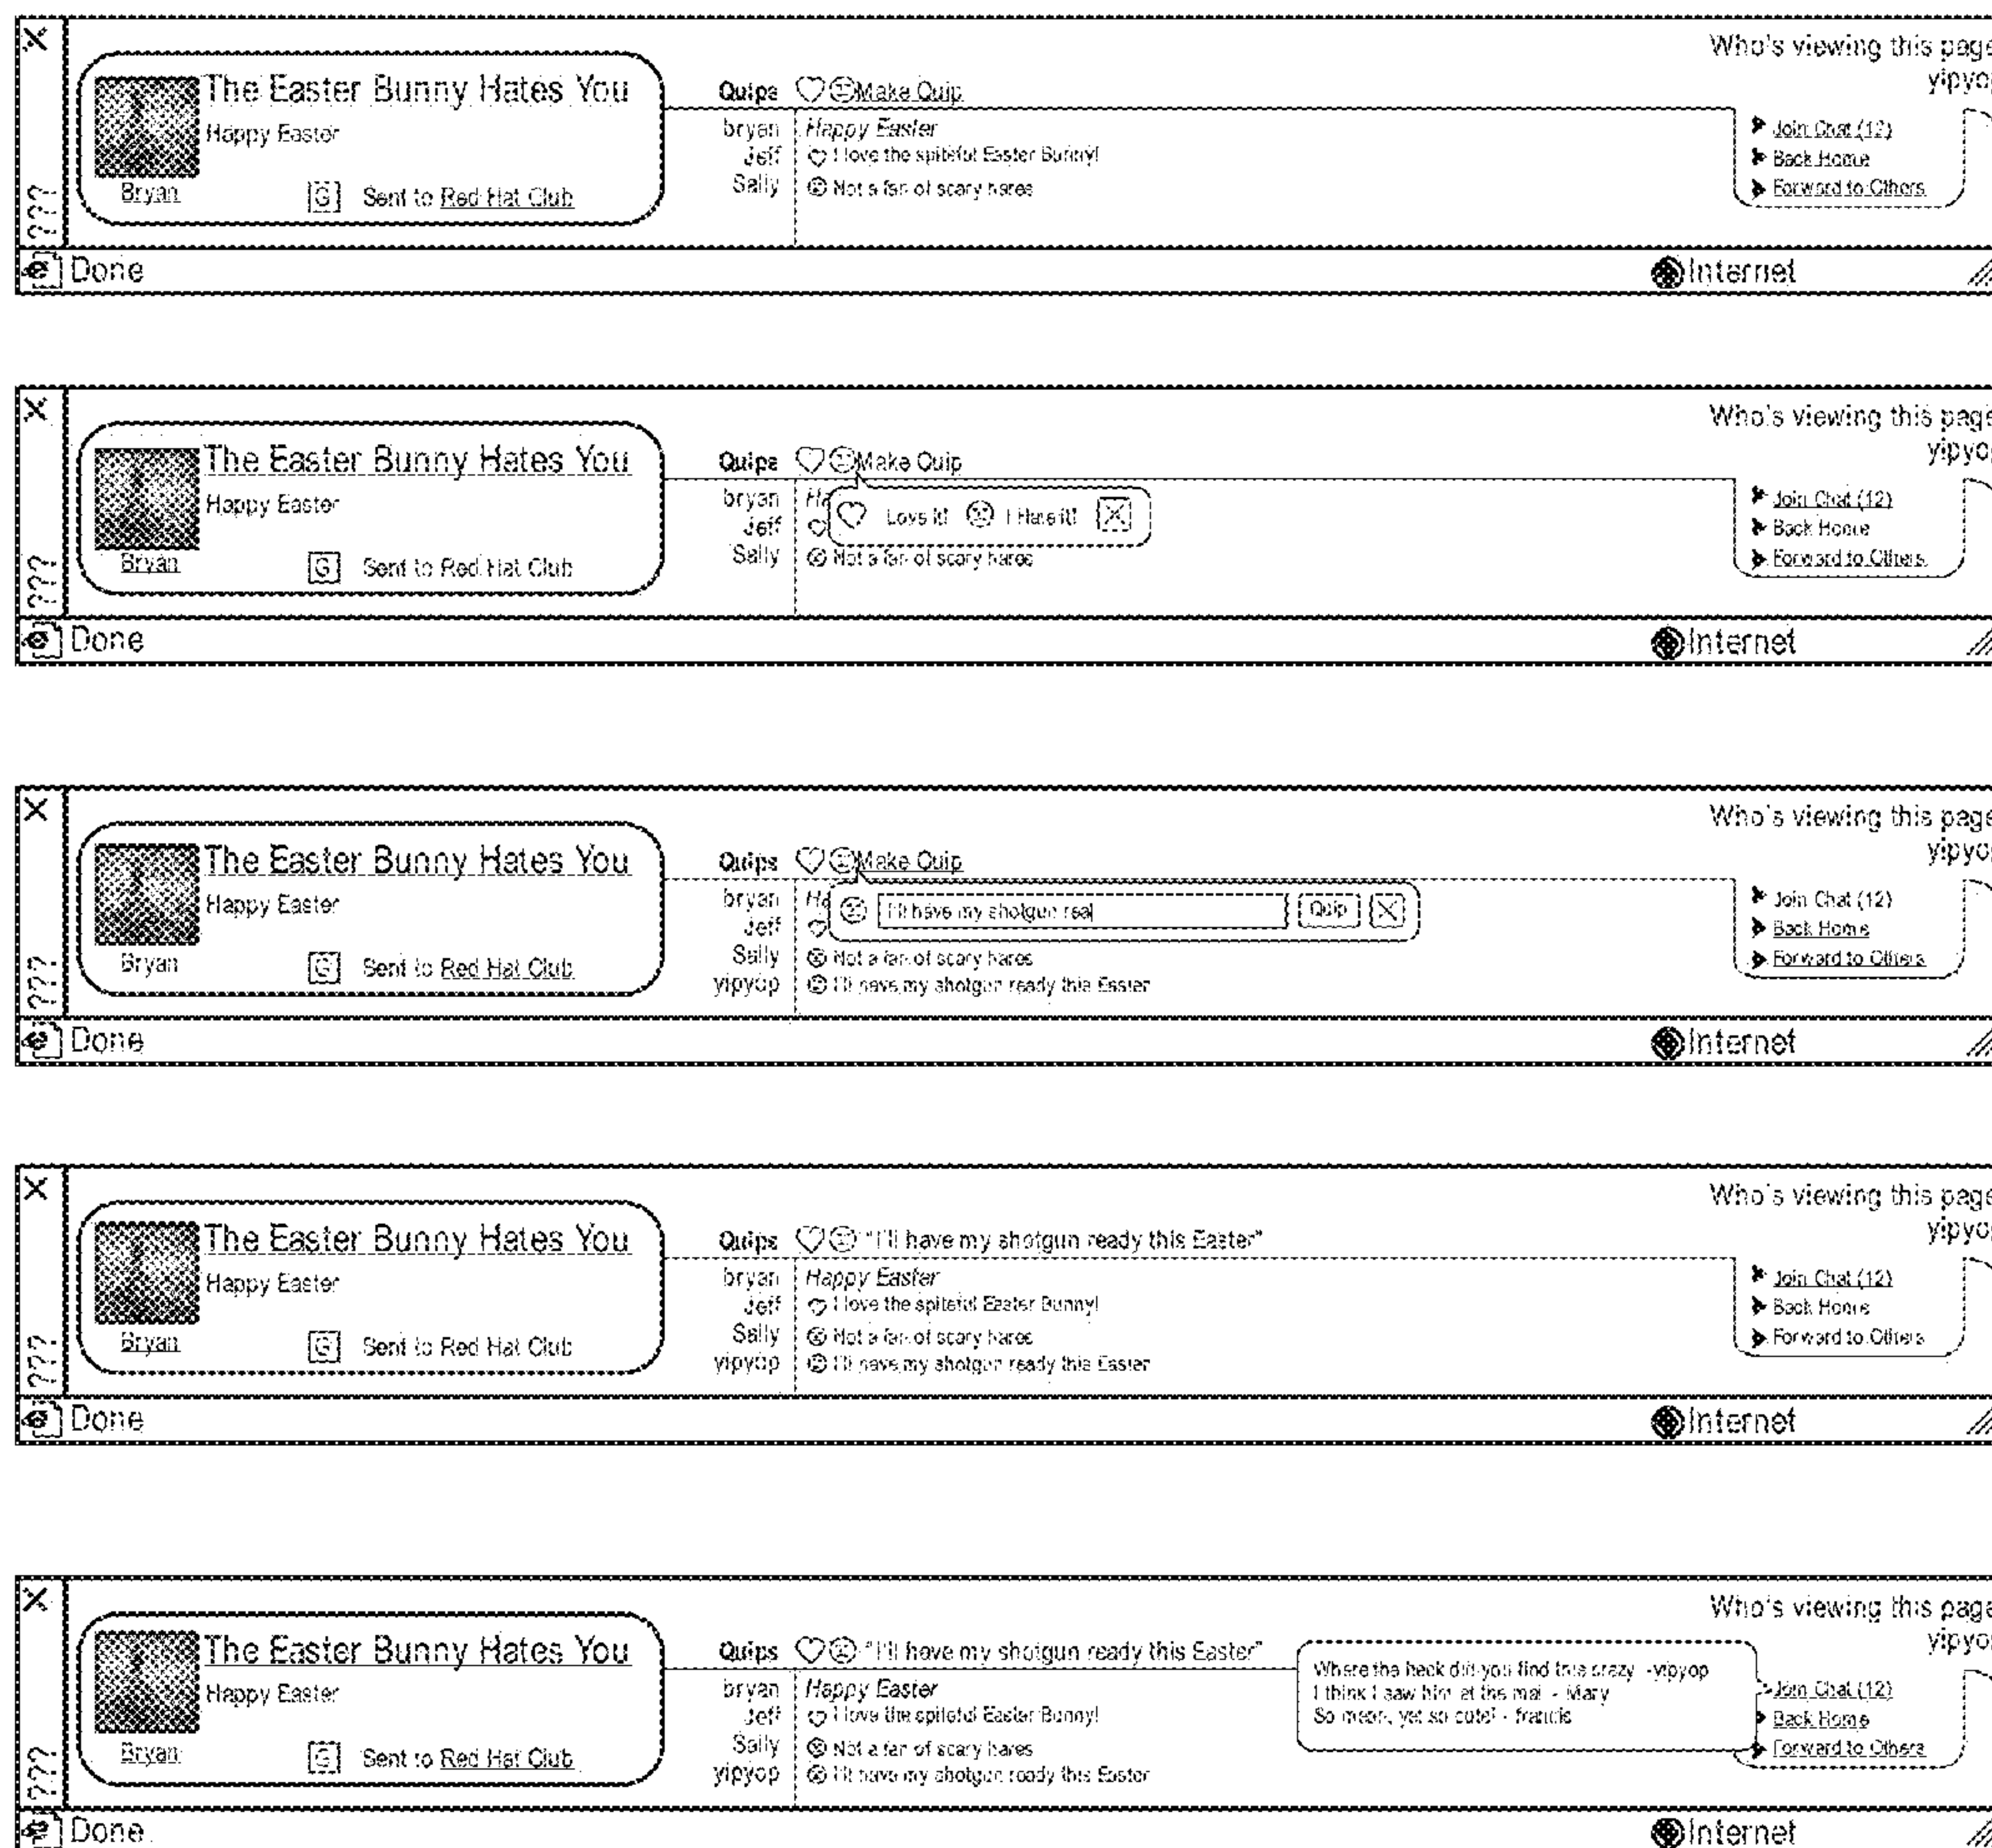 Who's viewing this page
yipyop
The Easter Bunny Hates You
Happy Easter
Bryan
G Sent to Red Hat Club
???
Quips Make Quip
bryan Happy Easter
Jeff I love the spiteful Easter Bunny!
Sally Not a fan of scary hares
Join Chat (12)
Back Home
Forward to Others
Done
Internet
Who's viewing this page
yipyop
The Easter Bunny Hates You
Happy Easter
Bryan
G Sent to Red Hat Club
???
Quips Make Quip
bryan Ha
Love it! I Hate it!
Jeff
Sally Not a fan of scary hares
Join Chat (12)
Back Home
Forward to Others
Done
Internet
Who's viewing this page
yipyop
The Easter Bunny Hates You
Happy Easter
Bryan
G Sent to Red Hat Club
???
Quips Make Quip
bryan Ha
I'll have my shotgun rea Quip
Jeff
Sally Not a fan of scary hares
yipyop I'll have my shotgun ready this Easter
Join Chat (12)
Back Home
Forward to Others
Done
Internet
Who's viewing this page
yipyop
The Easter Bunny Hates You
Happy Easter
Bryan
G Sent to Red Hat Club
???
Quips "I'll have my shotgun ready this Easter"
bryan Happy Easter
Jeff I love the spiteful Easter Bunny!
Sally Not a fan of scary hares
yipyop I'll have my shotgun ready this Easter
Join Chat (12)
Back Home
Forward to Others
Done
Internet
Who's viewing this page
yipyop
The Easter Bunny Hates You
Happy Easter
Bryan
G Sent to Red Hat Club
???
Quips "I'll have my shotgun ready this Easter"
bryan Happy Easter
Jeff I love the spiteful Easter Bunny!
Sally Not a fan of scary hares
yipyop I'll have my shotgun ready this Easter
Where the heck did you find this crazy -yipyop
I think I saw him at the mall - Mary
So mean, yet so cute! - francis
Join Chat (12)
Back Home
Forward to Others
Done
Internet